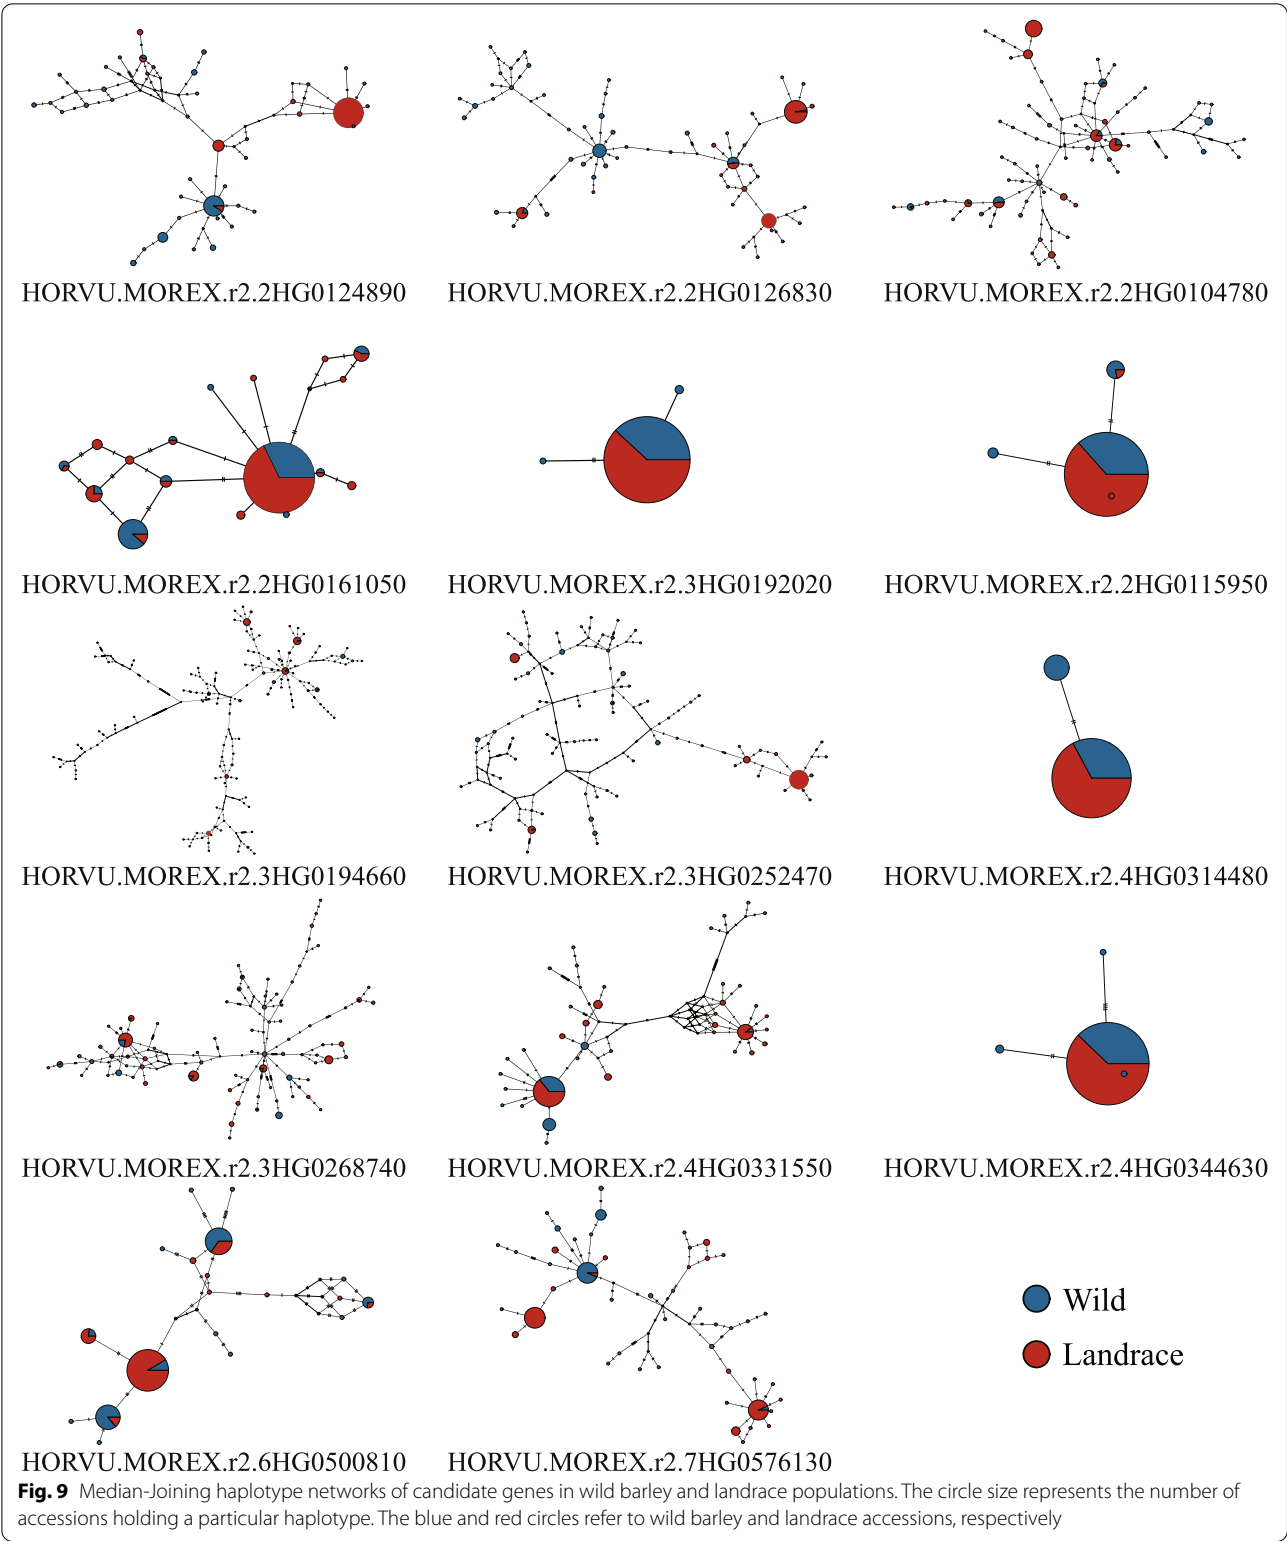 HORVU.MOREX.r2.2HG0124890
HORVU.MOREX.r2.2HG0126830
HORVU.MOREX.r2.2HG0104780
HORVU.MOREX.r2.2HG0161050
HORVU.MOREX.r2.3HG0192020
HORVU.MOREX.r2.2HG0115950
HORVU.MOREX.r2.3HG0194660
HORVU.MOREX.r2.3HG0252470
HORVU.MOREX.r2.4HG0314480
HORVU.MOREX.r2.3HG0268740
HORVU.MOREX.r2.4HG0331550
HORVU.MOREX.r2.4HG0344630
HORVU.MOREX.r2.6HG0500810
HORVU.MOREX.r2.7HG0576130
Wild
Landrace
Fig. 9 Median-Joining haplotype networks of candidate genes in wild barley and landrace populations. The circle size represents the number of
accessions holding a particular haplotype. The blue and red circles refer to wild barley and landrace accessions, respectively